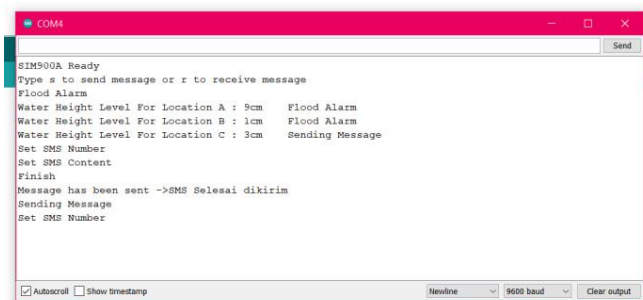 COM4
Send
SIM900A Ready
Type s to send message or r to receive message
Flood Alarm
Water Height Level For Location A : 9cm    Flood Alarm
Water Height Level For Location B : 1cm    Flood Alarm
Water Height Level For Location C : 3cm    Sending Message
Set SMS Number
Set SMS Content
Finish
Message has been sent ->SMS Selesai dikirim
Sending Message
Set SMS Number
Autoscroll Show timestamp Newline 9600 baud Clear output